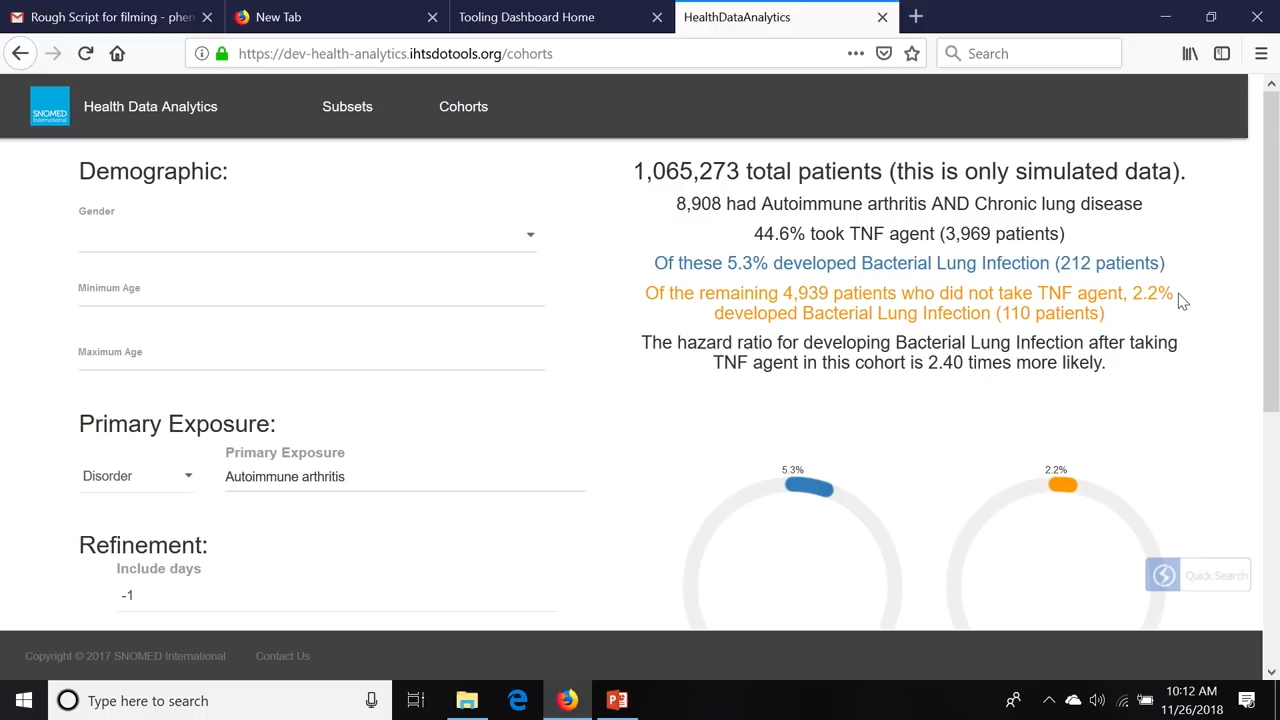 Rough Script for filming - phen
New Tab
Tooling Dashboard Home
HealthDataAnalytics
https://dev-health-analytics.ihtsdotools.org/cohorts
Search
SNOMED
International
Health Data Analytics
Subsets
Cohorts
Demographic:
Gender
Minimum Age
Maximum Age
Primary Exposure:
Primary Exposure
Disorder
Autoimmune arthritis
Refinement:
Include days
-1
1,065,273 total patients (this is only simulated data).
8,908 had Autoimmune arthritis AND Chronic lung disease
44.6% took TNF agent (3,969 patients)
Of these 5.3% developed Bacterial Lung Infection (212 patients)
Of the remaining 4,939 patients who did not take TNF agent, 2.2%
developed Bacterial Lung Infection (110 patients)
The hazard ratio for developing Bacterial Lung Infection after taking
TNF agent in this cohort is 2.40 times more likely.
5.3%
2.2%
Quick Search
Copyright © 2017 SNOMED International
Contact Us
Type here to search
10:12 AM
11/26/2018